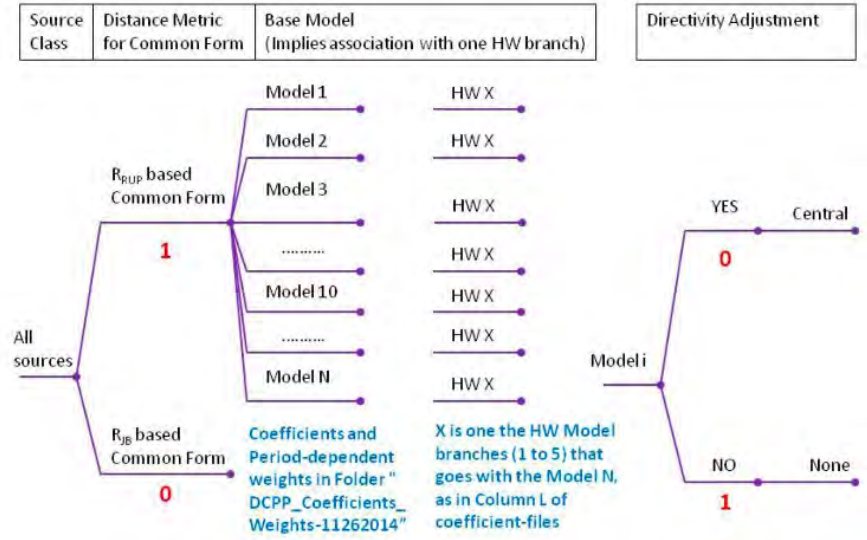 Source Class
Distance Metric for Common Form
Base Model
(Implies association with one HW branch)
Directivity Adjustment
Model 1
HW X
Model 2
HW X
R_RUP based
Common Form
1
Model 3
HW X
..........
HW X
Model 10
HW X
..........
HW X
Model N
HW X
All
sources
R_JB based
Common Form
0
Coefficients and
Period-dependent
weights in Folder "
DCPP_Coefficients_
Weights-11262014"
X is one the HW Model
branches (1 to 5) that
goes with the Model N,
as in Column L of
coefficient-files
Model i
YES
Central
0
NO
None
1